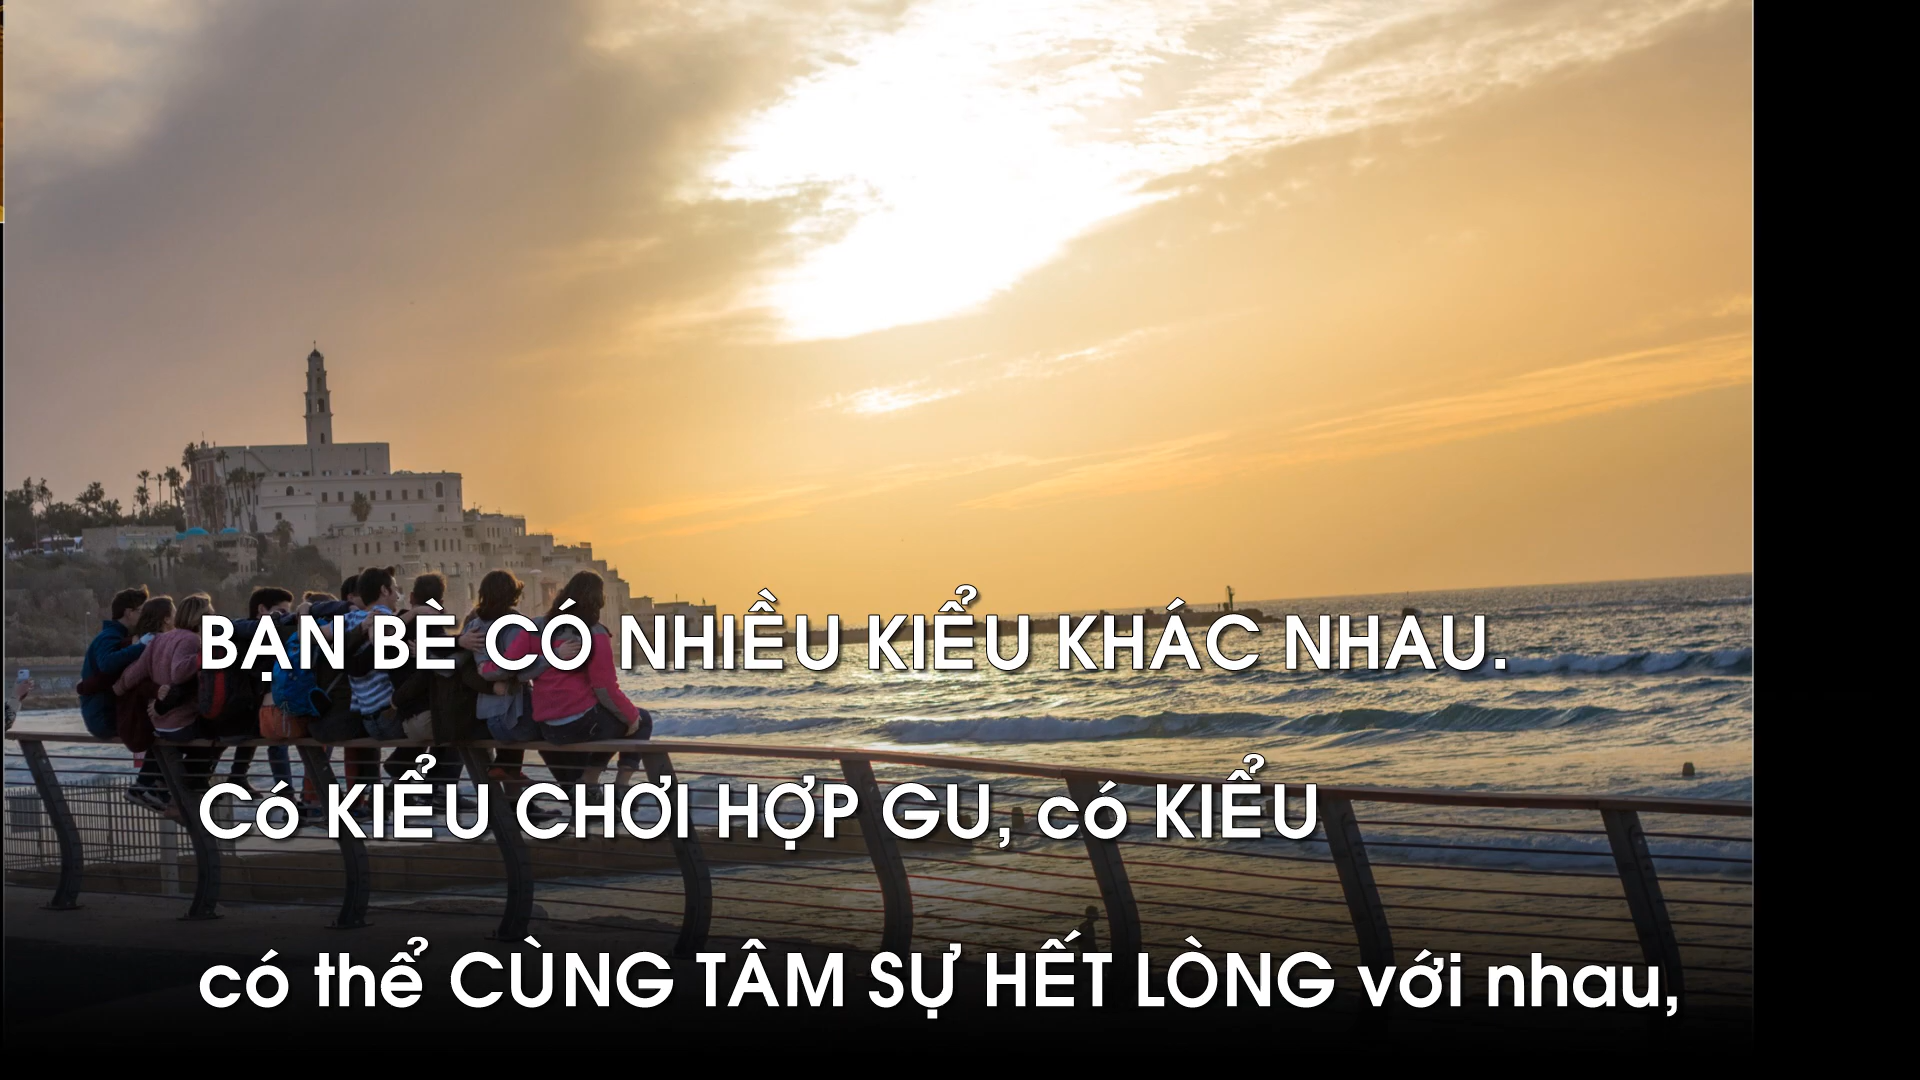 BẠN BÈ CÓ NHIỀU KIỂU KHÁC NHAU.
Có KIỂU CHƠI HỢP GU, có KIỂU
có thể CÙNG TÂM SỰ HẾT LÒNG với nhau,